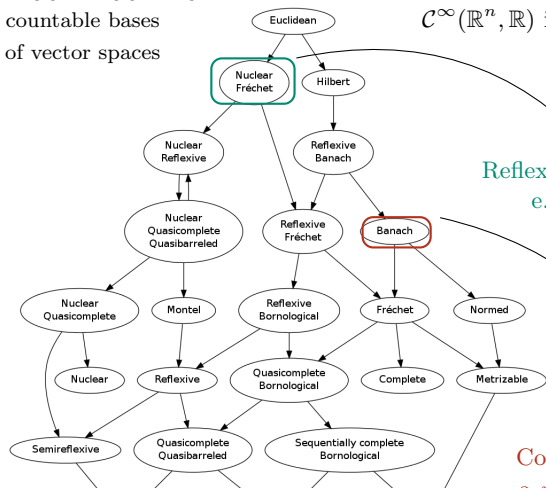 countable bases
of vector spaces
Euclidean
C^∞(ℝ^n, ℝ)
Nuclear
Fréchet
Hilbert
Nuclear
Reflexive
Reflexive
Banach
Reflex
e.
Nuclear
Quasicomplete
Quasibarreled
Reflexive
Fréchet
Banach
Nuclear
Quasicomplete
Montel
Reflexive
Bornological
Fréchet
Normed
Nuclear
Reflexive
Quasicomplete
Bornological
Complete
Metrizable
Semireflexive
Quasicomplete
Quasibarreled
Sequentially complete
Bornological
Co